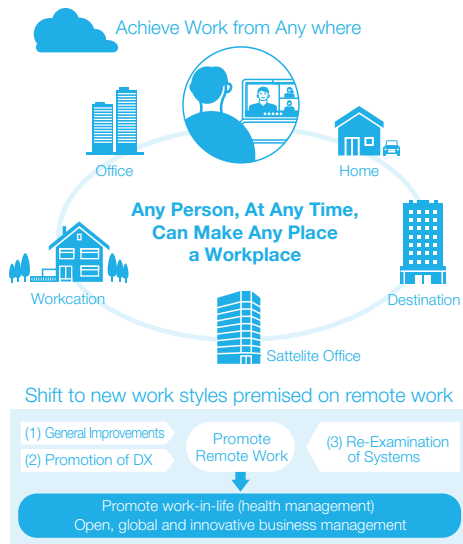 Achieve Work from Any where
Office
Home
Any Person, At Any Time,
Can Make Any Place
a Workplace
Workcation
Destination
Sattelite Office
Shift to new work styles premised on remote work
(1) General Improvements
(2) Promotion of DX
Promote
Remote Work
(3) Re-Examination
of Systems
Promote work-in-life (health management)
Open, global and innovative business management